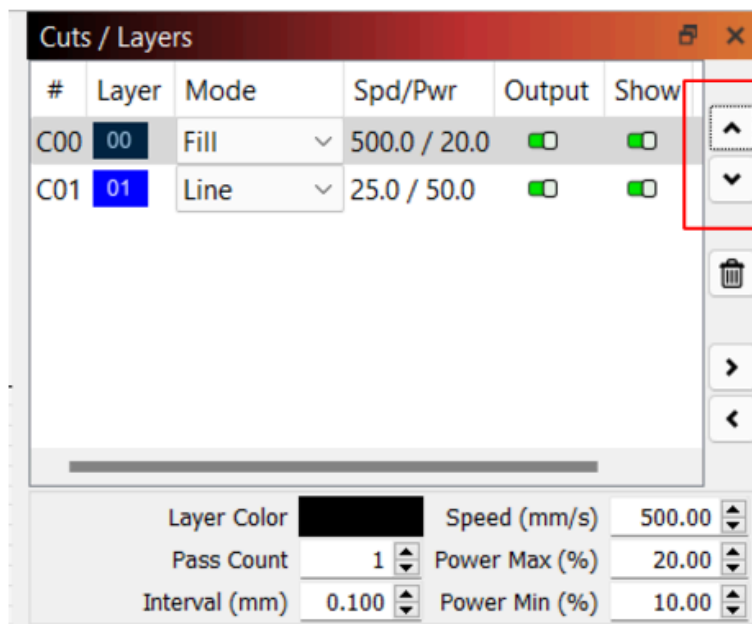 Cuts / Layers
# Layer Mode Spd/Pwr Output Show
C00 00 Fill 500.0 / 20.0
C01 01 Line 25.0 / 50.0
Layer Color Speed (mm/s) 500.00
Pass Count 1 Power Max (%) 20.00
Interval (mm) 0.100 Power Min (%) 10.00